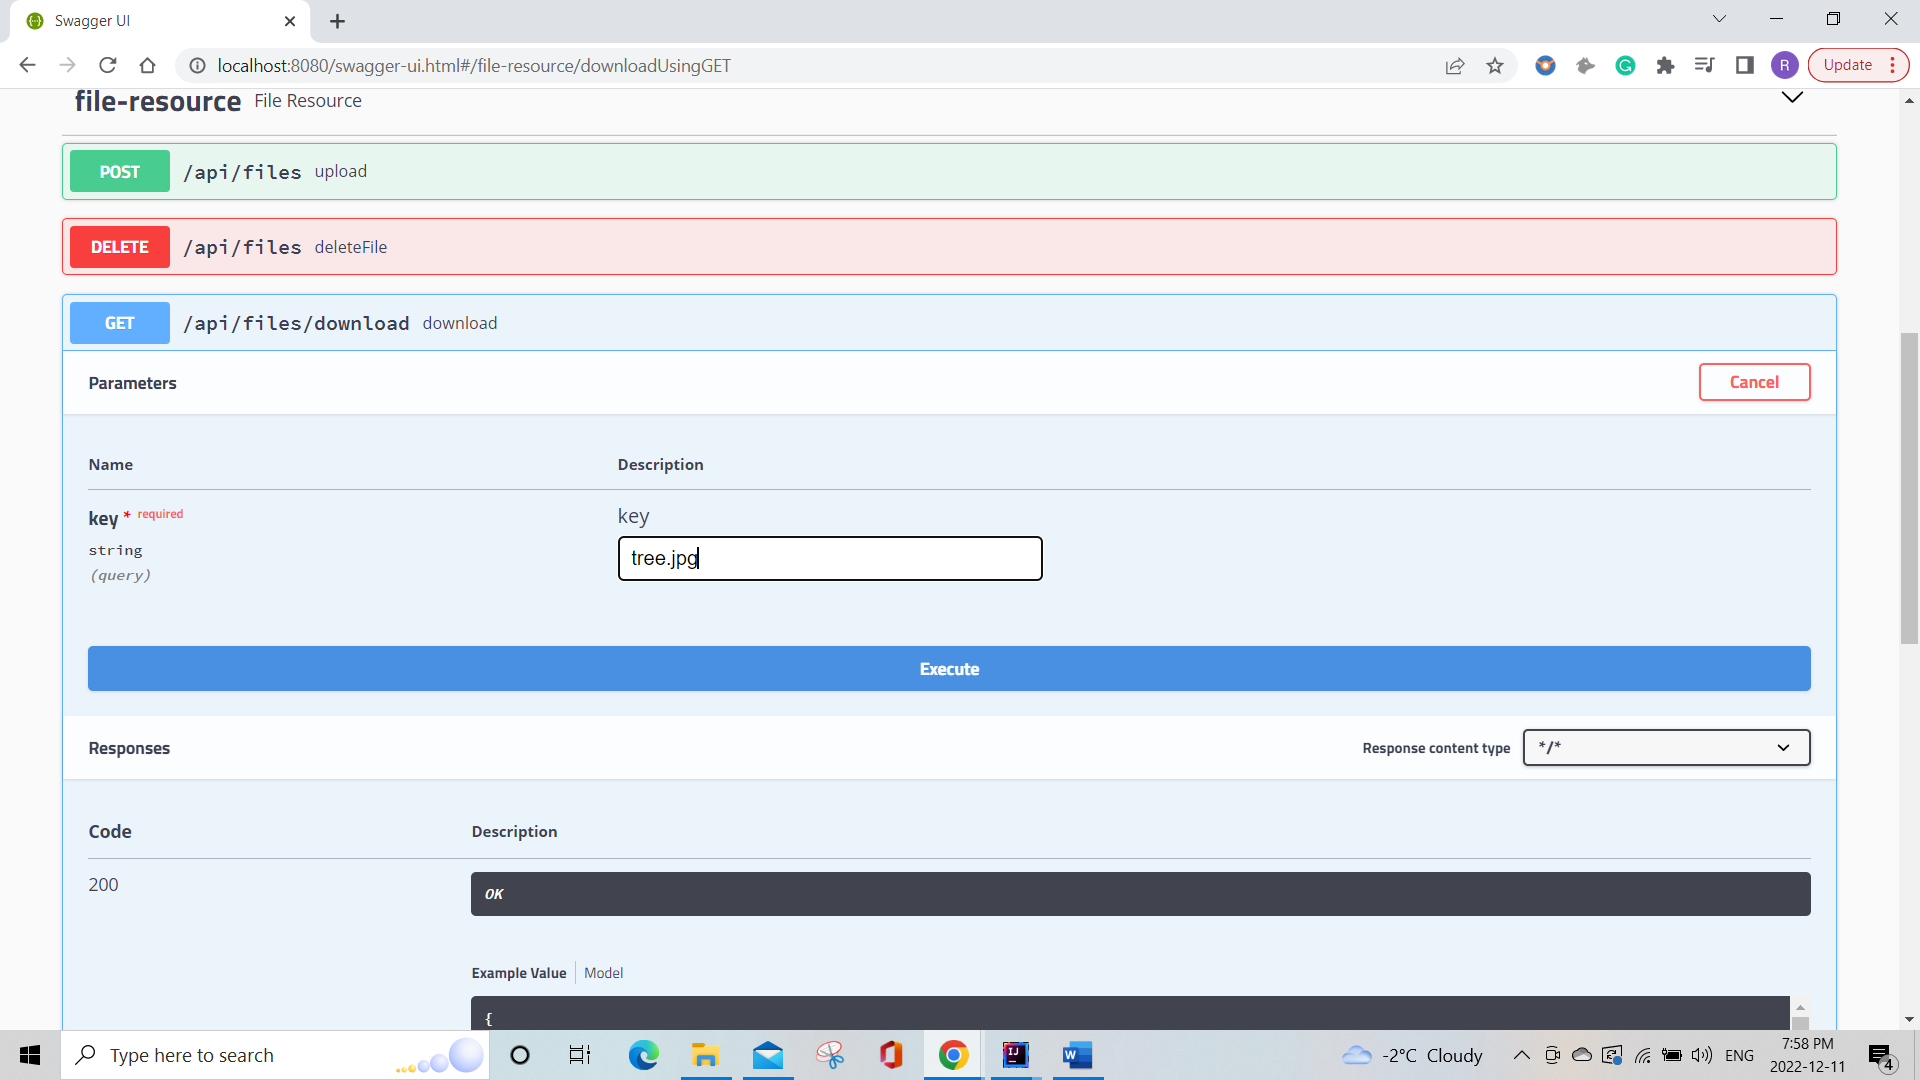 Swagger UI
localhost:8080/swagger-ui.html#/file-resource/downloadUsingGET
R
Update
file-resource File Resource
POST /api/files upload
DELETE /api/files deleteFile
GET /api/files/download download
Parameters
Cancel
Name Description
key * required
string
(query)
key
tree.jpg
Execute
Responses
Response content type */*
Code Description
200
OK
Example Value Model
{
Type here to search
-2°C Cloudy
ENG
7:58 PM
2022-12-11
4